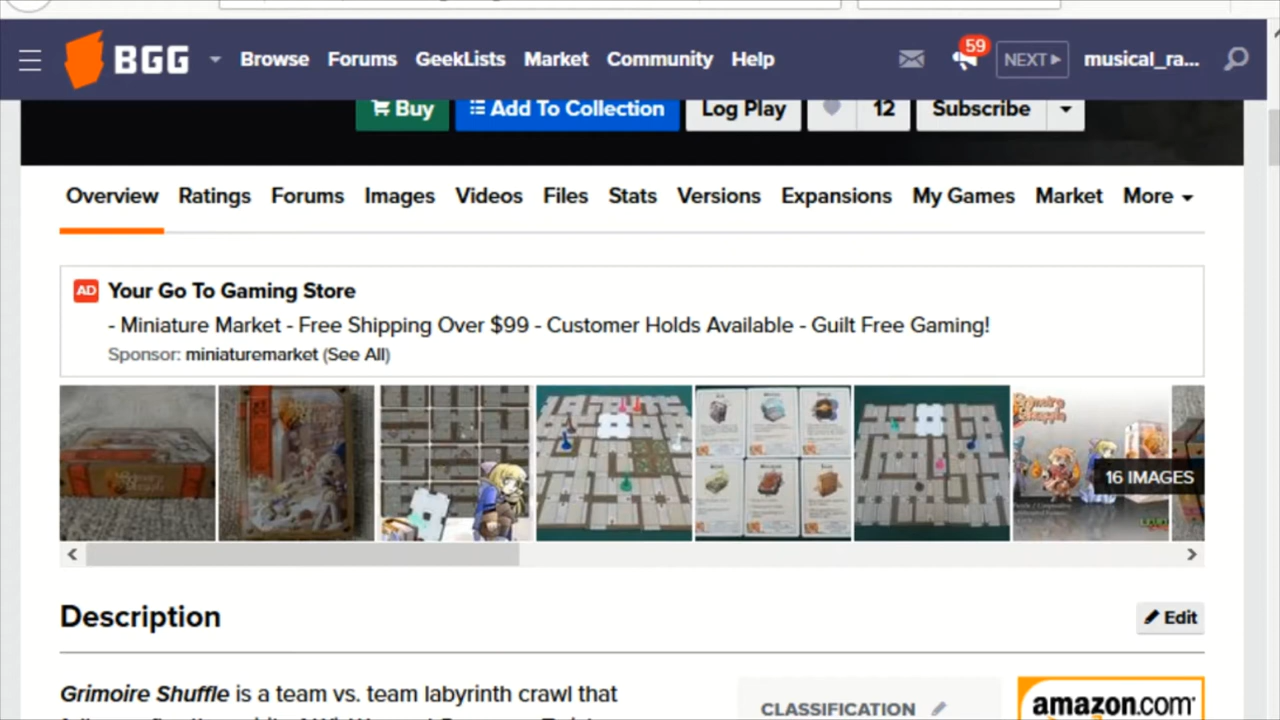 BGG Browse Forums GeekLists Market Community Help 59 NEXT musical_ra...
Buy Add To Collection Log Play 12 Subscribe
Overview Ratings Forums Images Videos Files Stats Versions Expansions My Games Market More
AD Your Go To Gaming Store
- Miniature Market - Free Shipping Over $99 - Customer Holds Available - Guilt Free Gaming!
Sponsor: miniaturemarket (See All)
Grimoire
Shuffle
16 IMAGES
Description Edit
Grimoire Shuffle is a team vs. team labyrinth crawl that
CLASSIFICATION
amazon.com